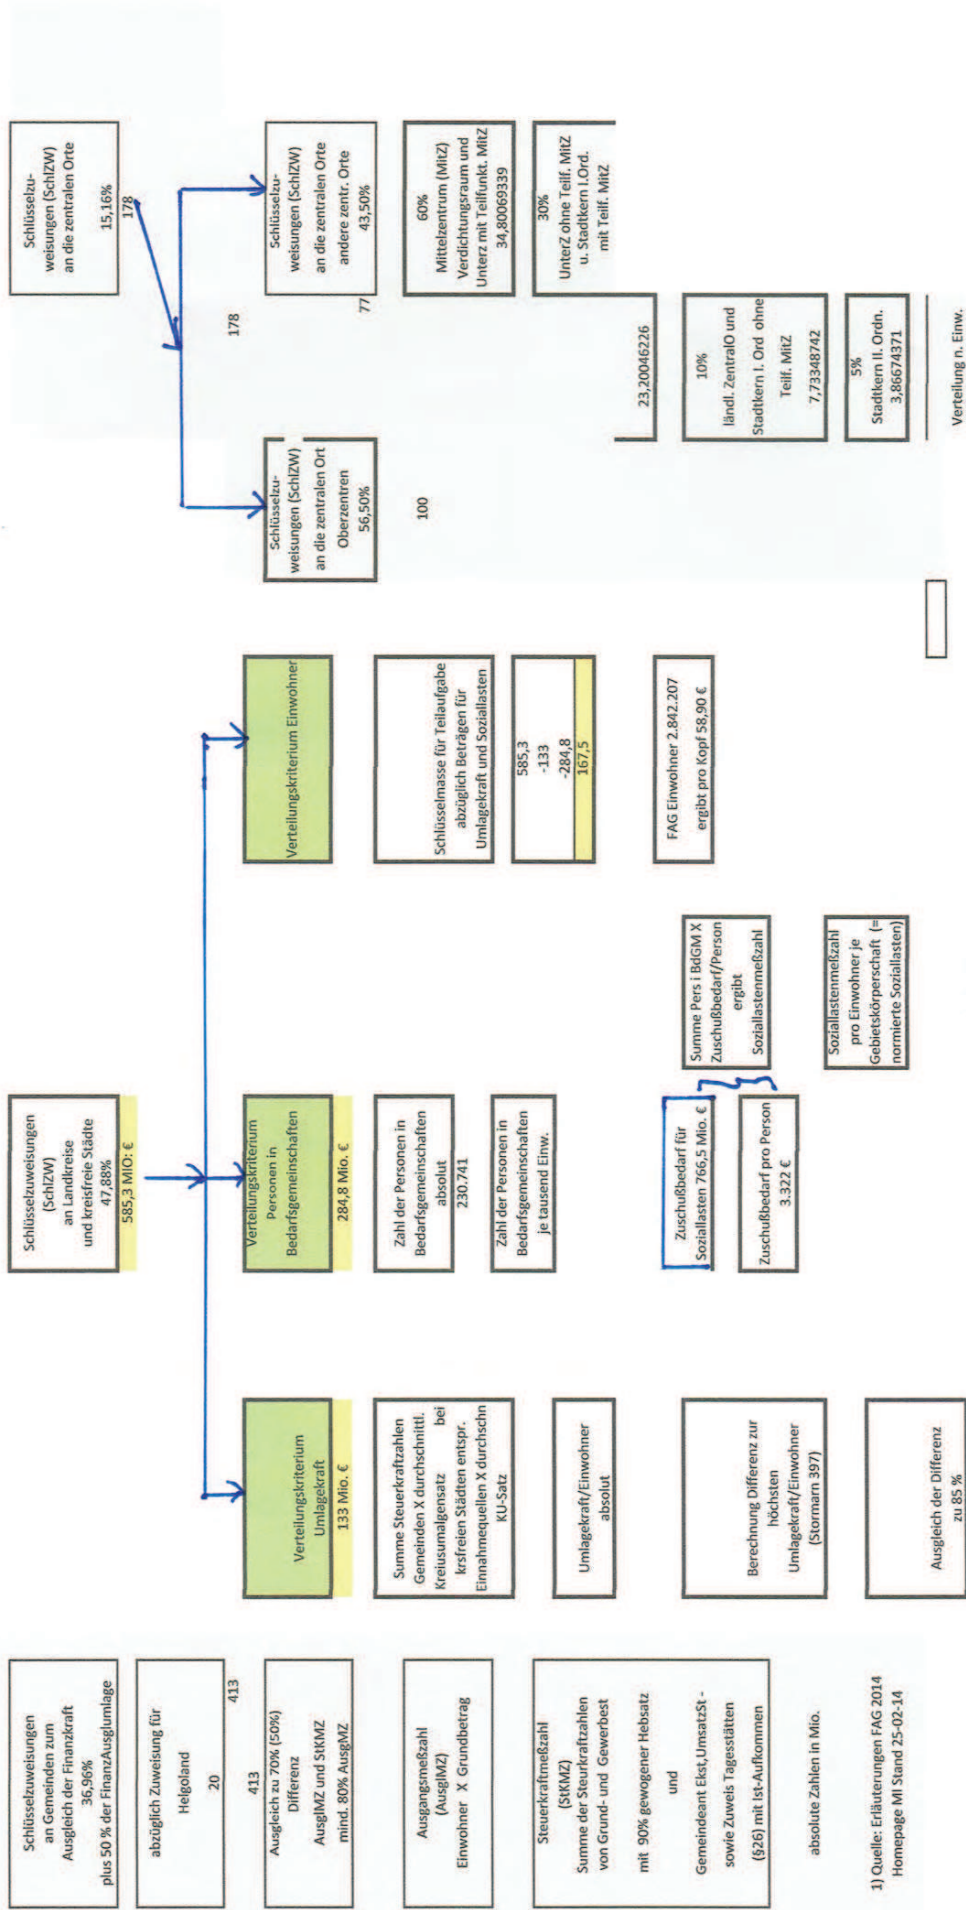 Schlüsselzuweisungen
an Gemeinden zum
Ausgleich der Finanzkraft
36,96%
plus 50 % der FinanzAusglumlage
abzüglich Zuweisung für
Helgoland
20
413
413
Ausgleich zu 70% (50%)
Differenz
AusglMZ und StKMZ
mind. 80% AusgMZ
Ausgangsmeßzahl
(AusglMZ)
Einwohner X Grundbetrag
Steuerkraftmeßzahl
(StKMZ)
Summe der Steurkraftzahlen
von Grund- und Gewerbest
mit 90% gewogener Hebsatz
und
Gemeindeant Ekst,UmsatzSt -
sowie Zuweis Tagesstätten
(§26) mit Ist-Aufkommen
absolute Zahlen in Mio.
1) Quelle: Erläuterungen FAG 2014
Homepage MI Stand 25-02-14
Schlüsselzuweisungen
(SchlZW)
an Landkreise
und kreisfreie Städte
47,88%
585,3 MIO: €
Verteilungskriterium
Umlagekraft
133 Mio. €
Summe Steuerkraftzahlen
Gemeinden X durchschnittl.
Kreiusumalgensatz bei
krsfreien Städten entspr.
Einnahmequellen X durchschn
KU-Satz
Umlagekraft/Einwohner
absolut
Berechnung Differenz zur
höchsten
Umlagekraft/Einwohner
(Stormarn 397)
Ausgleich der Differenz
zu 85 %
Verteilungskriterium
Personen in
Bedarfsgemeinschaften
284,8 Mio. €
Zahl der Personen in
Bedarfsgemeinschaften
absolut
230.741
Zahl der Personen in
Bedarfsgemeinschaften
je tausend Einw.
Zuschußbedarf für
Soziallasten 766,5 Mio. €
Zuschußbedarf pro Person
3.322 €
Summe Pers i BdGM X
Zuschußbedarf/Person
ergibt
Soziallastenmeßzahl
Soziallastenmeßzahl
pro Einwohner je
Gebietskörperschaft (=
normierte Soziallasten)
Verteilungskriterium Einwohner
Schlüsselmasse für Teilaufgabe
abzüglich Beträgen für
Umlagekraft und Soziallasten
585,3
-133
-284,8
167,5
FAG Einwohner 2.842.207
ergibt pro Kopf 58,90 €
Schlüsselzu-
weisungen (SchlZW)
an die zentralen Orte
15,16%
178
178
Schlüsselzu-
weisungen (SchlZW)
an die zentralen Ort
Oberzentren
56,50%
100
Schlüsselzu-
weisungen (SchlZW)
an die zentralen Orte
andere zentr. Orte
43,50%
77
60%
Mittelzentrum (MitZ)
Verdichtungsraum und
Unterz mit Teilfunkt. MitZ
34,80069339
30%
UnterZ ohne Teilf. MitZ
u. Stadtkern I.Ord.
mit Teilf. MitZ
23,20046226
10%
ländl. ZentralO und
Stadtkern I. Ord ohne
Teilf. MitZ
7,73348742
5%
Stadtkern II. Ordn.
3,86674371
Verteilung n. Einw.